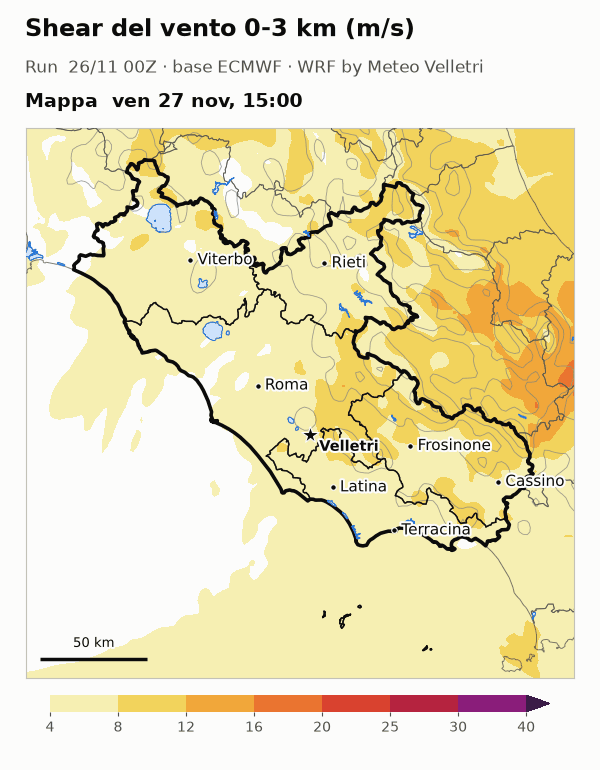 Shear del vento 0-3 km (m/s)
Run  26/11 00Z · base ECMWF · WRF by Meteo Velletri
Mappa  ven 27 nov, 15:00
Viterbo
Rieti
Roma
Velletri
Frosinone
Cassino
Latina
Terracina
50 km
4 8 12 16 20 25 30 40